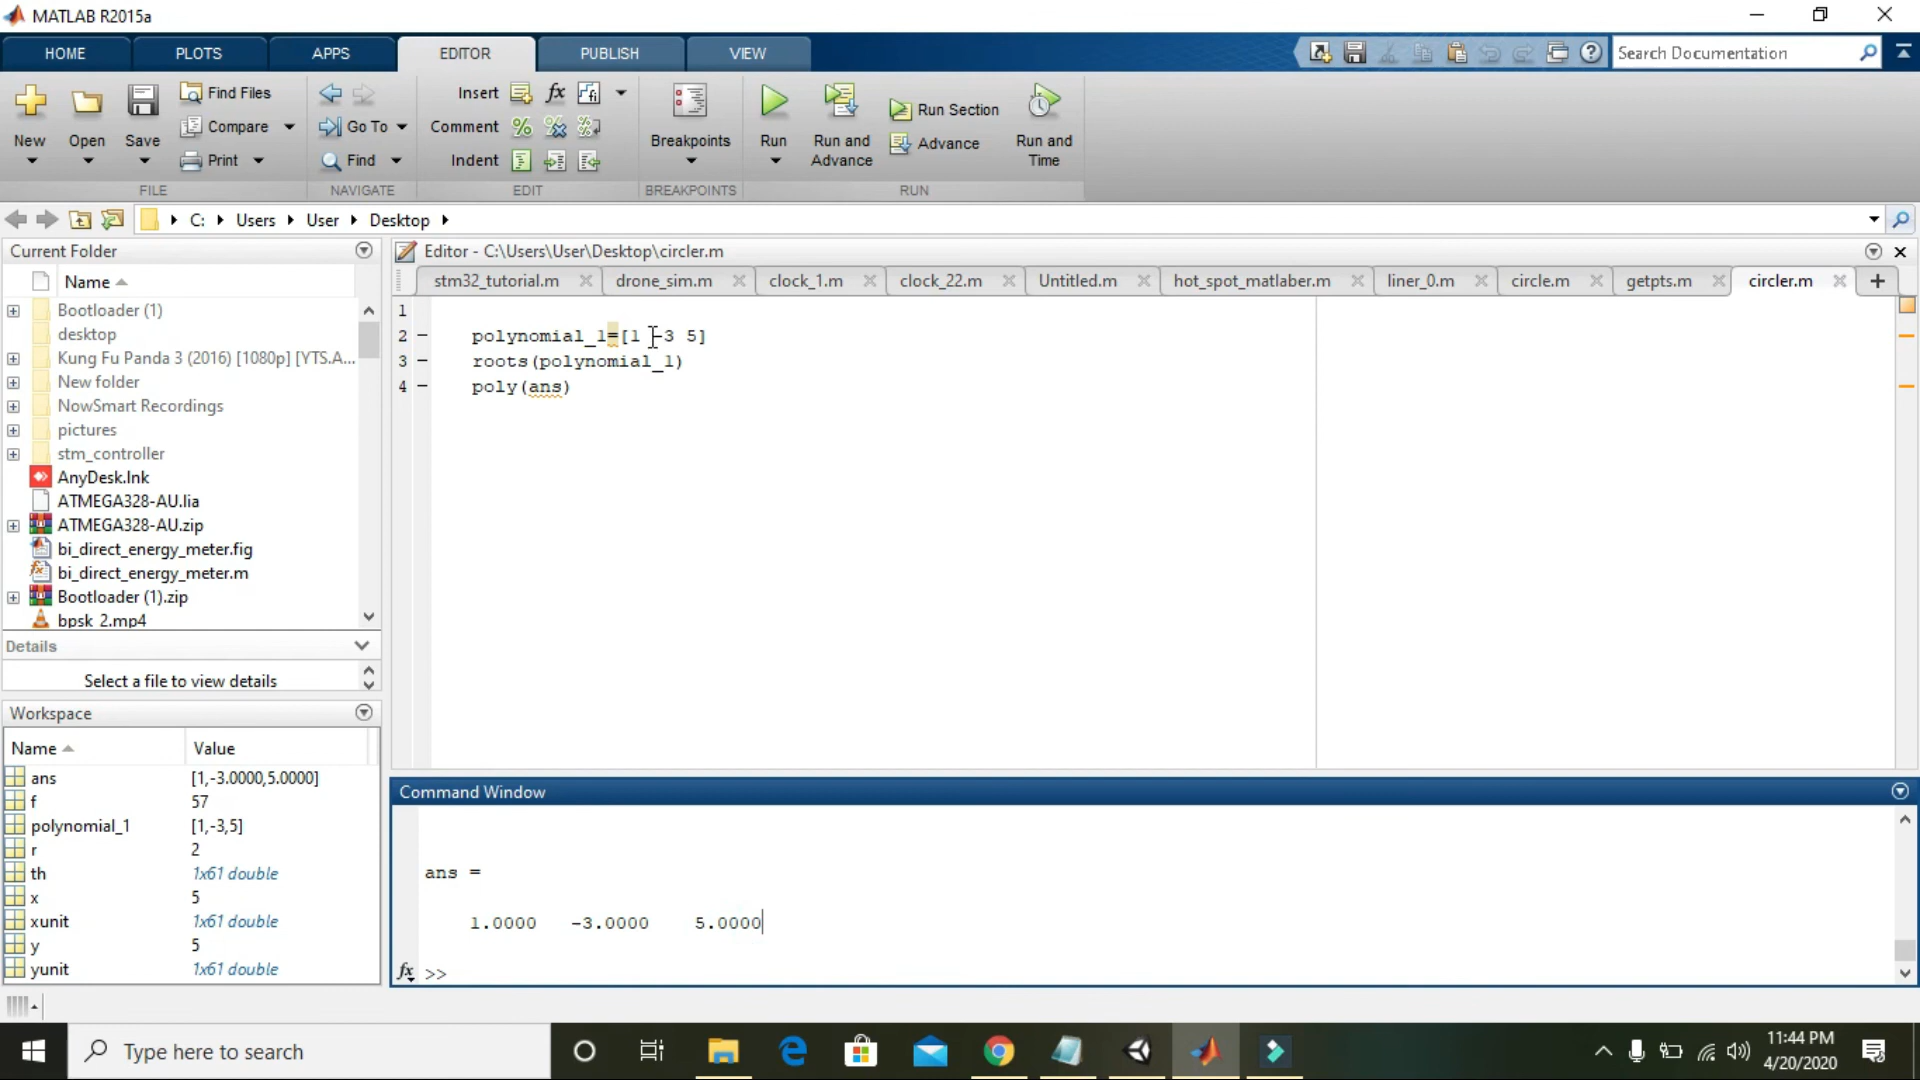 MATLAB R2015a
HOME PLOTS APPS EDITOR PUBLISH VIEW Search Documentation
New Open Save Find Files Compare Print
FILE
Go To Find
NAVIGATE
Insert fx
Comment
Indent
EDIT
Breakpoints
BREAKPOINTS
Run Run and Advance Run Section Advance Run and Time
RUN
C: Users User Desktop
Current Folder
Name
Bootloader (1)
desktop
Kung Fu Panda 3 (2016) [1080p] [YTS.A...
New folder
NowSmart Recordings
pictures
stm_controller
AnyDesk.lnk
ATMEGA328-AU.lia
ATMEGA328-AU.zip
bi_direct_energy_meter.fig
bi_direct_energy_meter.m
Bootloader (1).zip
bpsk_2.mp4
Details
Select a file to view details
Workspace
Name Value
ans [1,-3.0000,5.0000]
f 57
polynomial_1 [1,-3,5]
r 2
th 1x61 double
x 5
xunit 1x61 double
y 5
yunit 1x61 double
Editor - C:\Users\User\Desktop\circler.m
stm32_tutorial.m drone_sim.m clock_1.m clock_22.m Untitled.m hot_spot_matlaber.m liner_0.m circle.m getpts.m circler.m
1
2 – polynomial_1=[1 -3 5]
3 – roots(polynomial_1)
4 – poly(ans)
Command Window
ans =
1.0000 -3.0000 5.0000
fx >>
Type here to search
11:44 PM
4/20/2020